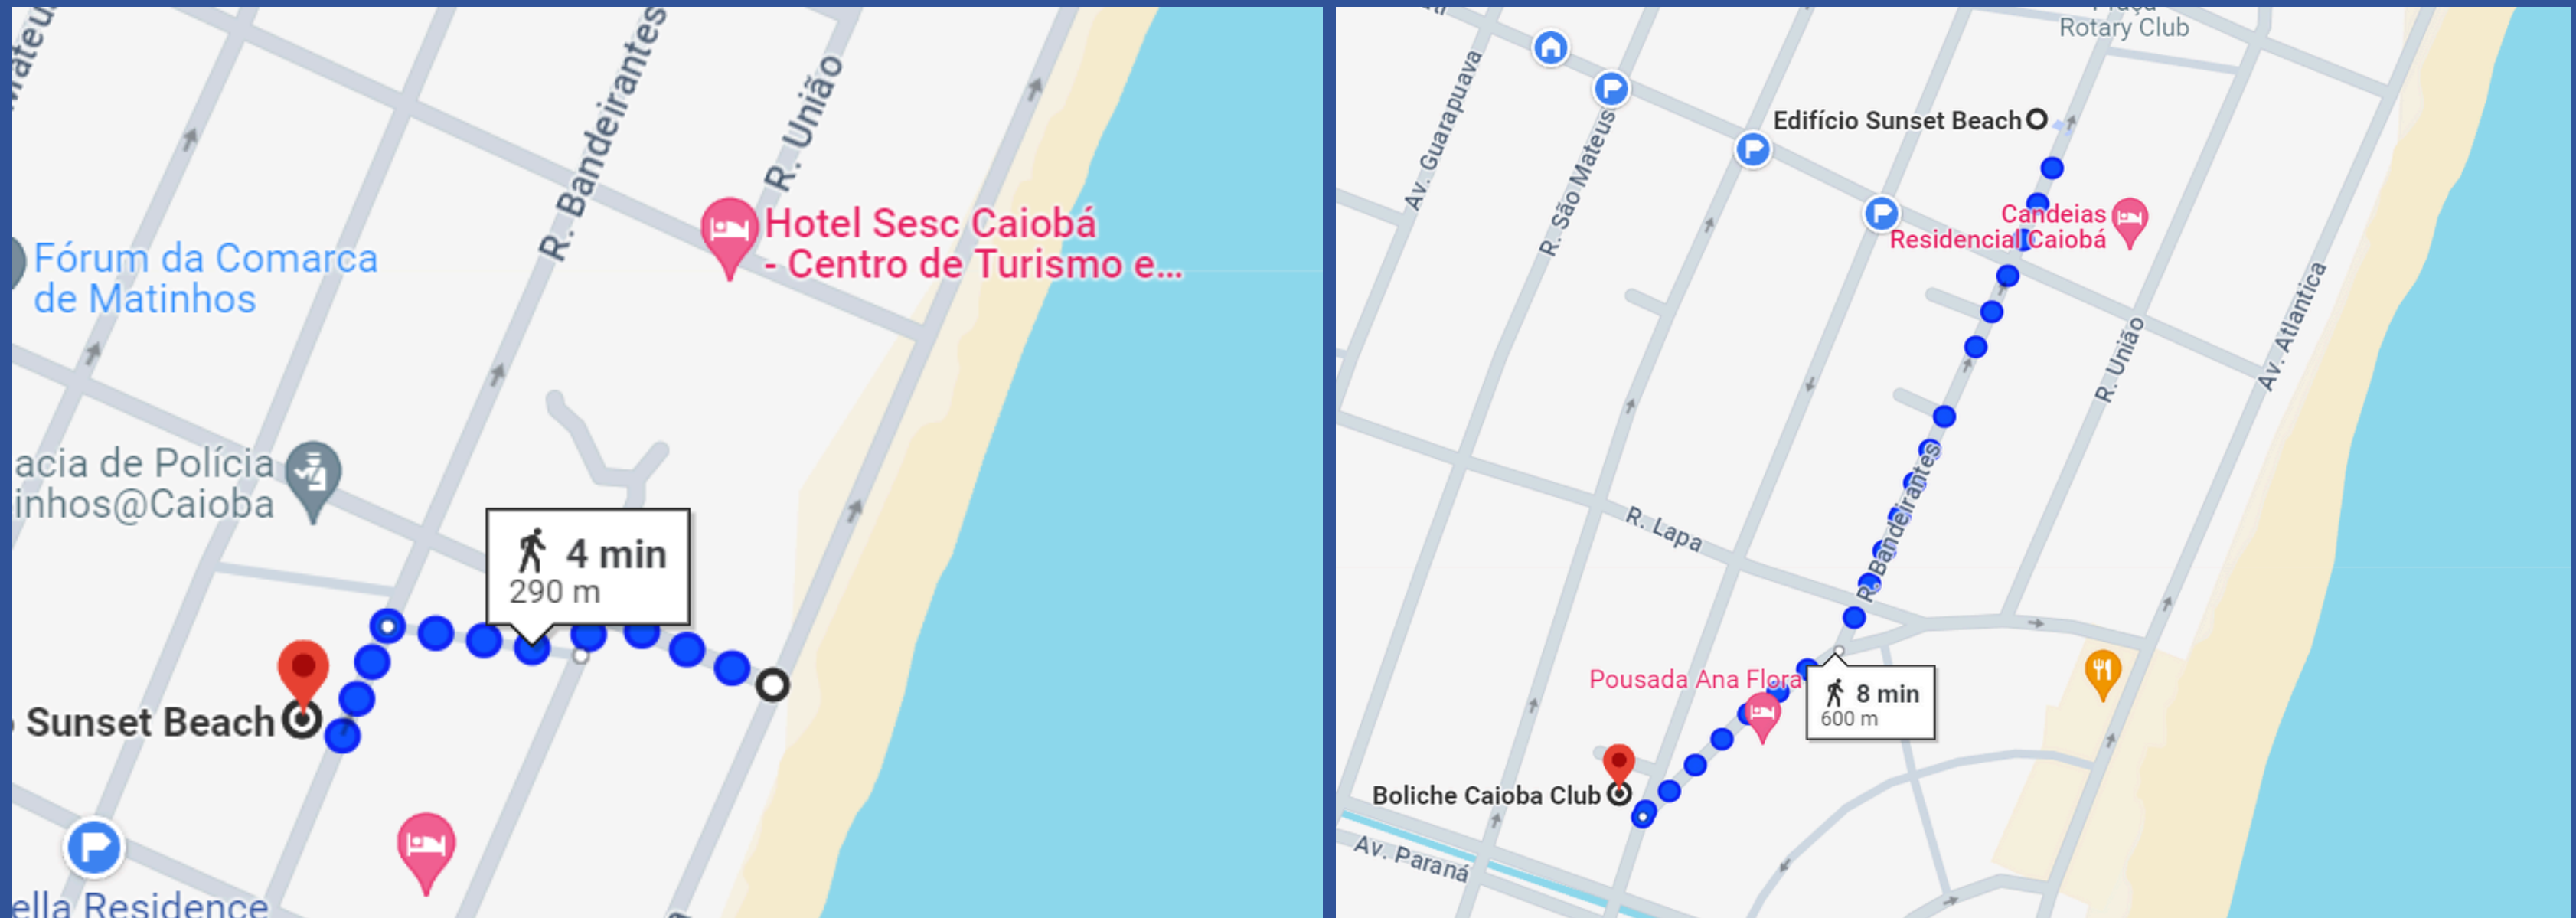 R. Bandeirantes
R. União
Hotel Sesc Caiobá
- Centro de Turismo e...
Fórum da Comarca
de Matinhos
acia de Polícia
inhos@Caioba
4 min
290 m
Sunset Beach
ella Residence
Rotary Club
Av. Guarapuava
R. São Mateus
Edifício Sunset Beach
Candeias
Residencial Caiobá
Av. Atlantica
R. União
R. Bandeirantes
R. Lapa
Pousada Ana Flora
8 min
600 m
Boliche Caioba Club
Av. Paraná